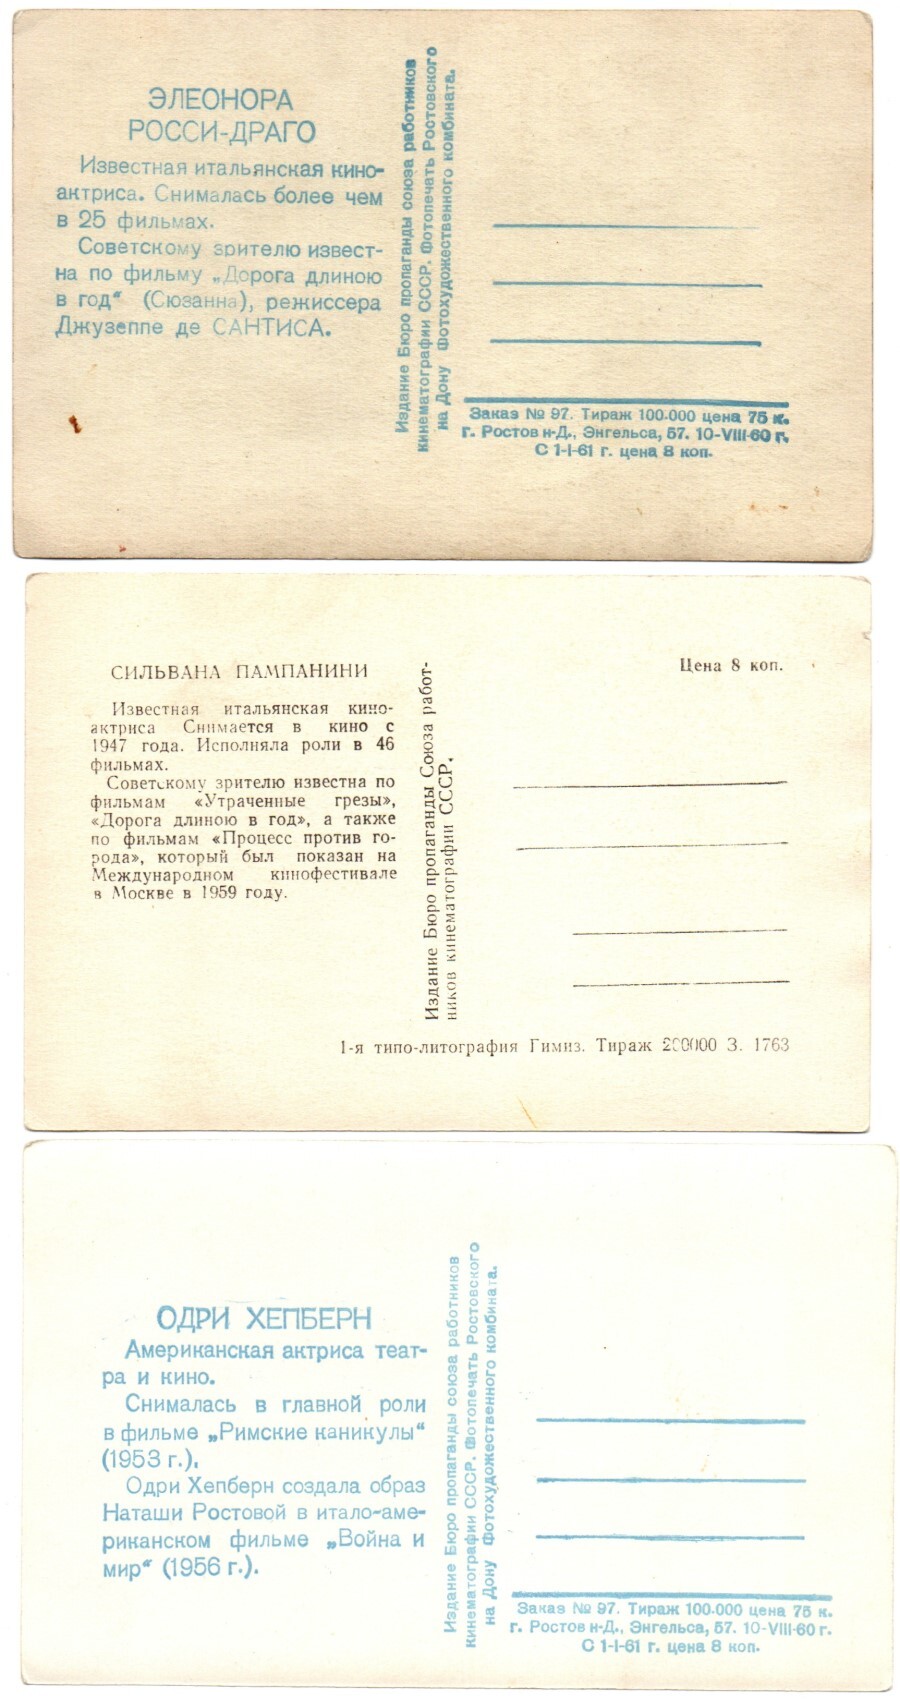 ЭЛЕОНОРА
РОССИ-ДРАГО
Известная итальянская кино-
актриса. Снималась более чем
в 25 фильмах.
Советскому зрителю извест-
на по фильму „Дорога длиною
в год“ (Сюзанна), режиссера
Джузеппе де САНТИСА.
Издание Бюро пропаганды союза работников
кинематографии СССР. Фотопечать Ростовского
на Дону Фотохудожественного комбината.
Заказ № 97. Тираж 100.000 цена 75 к.
г. Ростов н-Д., Энгельса, 57. 10-VIII-60 г.
С 1-I-61 г. цена 8 коп.
СИЛЬВАНА ПАМПАНИНИ
Известная итальянская кино-
актриса Снимается в кино с
1947 года. Исполняла роли в 46
фильмах.
Советскому зрителю известна по
фильмам «Утраченные грезы»,
«Дорога длиною в год», а также
по фильмам «Процесс против го-
рода», который был показан на
Международном кинофестивале
в Москве в 1959 году.
Издание Бюро пропаганды Союза работ-
ников кинематографии СССР.
Цена 8 коп.
1-я типо-литография Гимиз. Тираж 200000 З. 1763
ОДРИ ХЕПБЕРН
Американская актриса теат-
ра и кино.
Снималась в главной роли
в фильме „Римские каникулы“
(1953 г.).
Одри Хепберн создала образ
Наташи Ростовой в итало-аме-
риканском фильме „Война и
мир“ (1956 г.).
Издание Бюро пропаганды союза работников
кинематографии СССР. Фотопечать Ростовского
на Дону Фотохудожественного комбината.
Заказ № 97. Тираж 100.000 цена 75 к.
г. Ростов н-Д., Энгельса, 57. 10-VIII-60 г.
С 1-I-61 г. цена 8 коп.